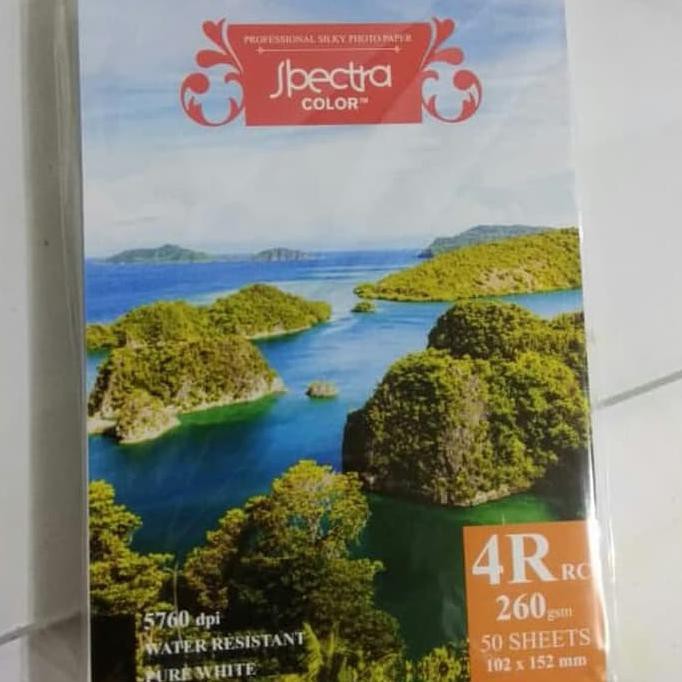 PROFESSIONAL SILKY PHOTO PAPER
Spectra
COLOR™
4R RC
260gsm
50 SHEETS
102 x 152 mm
5760 dpi
WATER RESISTANT
PURE WHITE